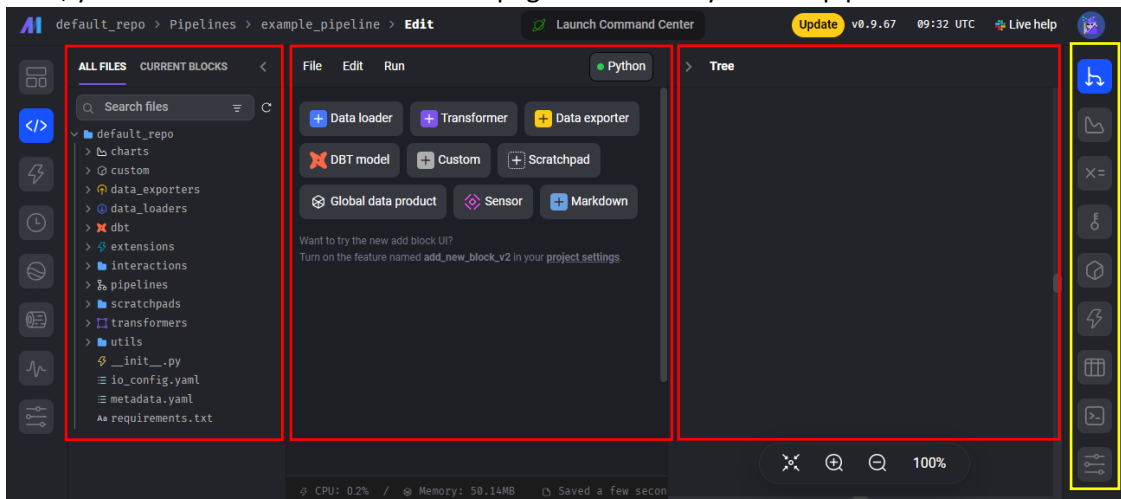 default_repo > Pipelines > example_pipeline > Edit
Launch Command Center
Update v0.9.67 09:32 UTC Live help
ALL FILES CURRENT BLOCKS <
Search files
default_repo
charts
custom
data_exporters
data_loaders
dbt
extensions
interactions
pipelines
scratchpads
transformers
utils
__init__.py
io_config.yaml
metadata.yaml
Aa requirements.txt
File Edit Run Python
+ Data loader + Transformer + Data exporter
DBT model + Custom + Scratchpad
Global data product Sensor + Markdown
Want to try the new add block UI?
Turn on the feature named add_new_block_v2 in your project settings.
CPU: 0.2% / Memory: 50.14MB Saved a few secon
> Tree
100%